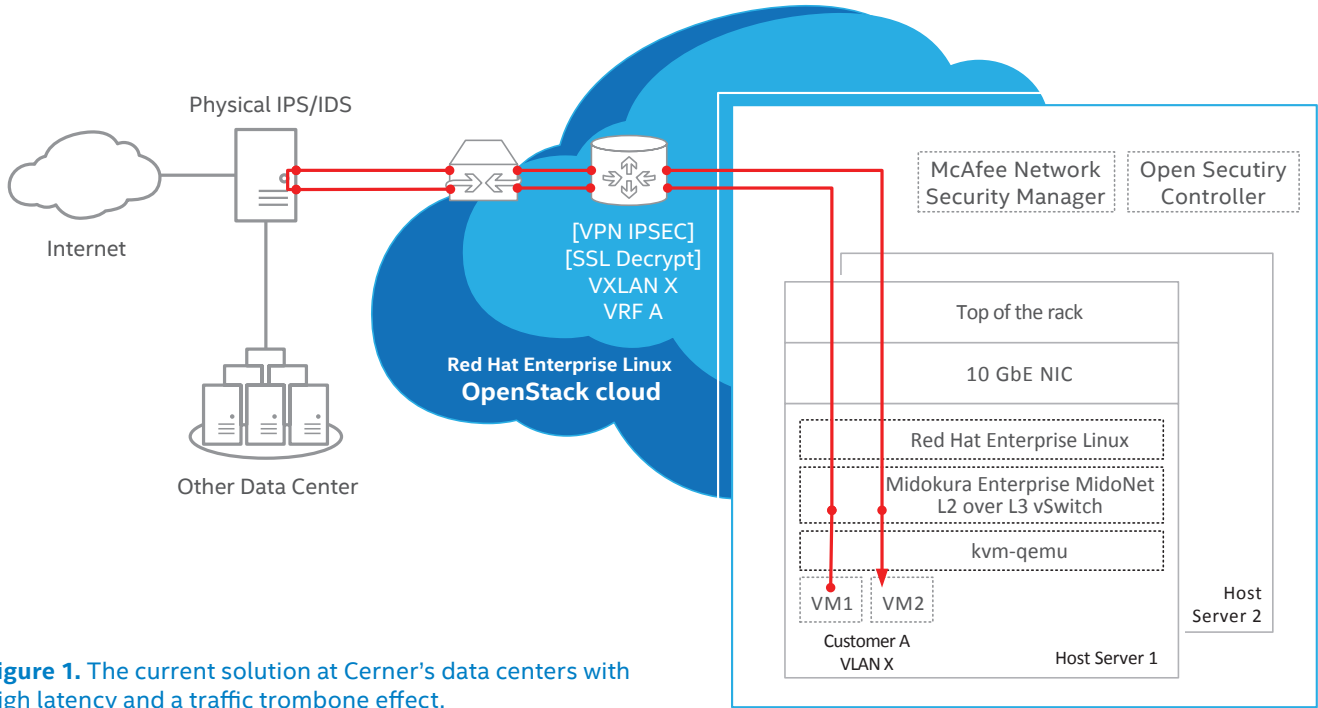 Physical IPS/IDS
Internet
Other Data Center
[VPN IPSEC]
[SSL Decrypt]
VXLAN X
VRF A
Red Hat Enterprise Linux
OpenStack cloud
McAfee Network
Security Manager
Open Secutiry
Controller
Top of the rack
10 GbE NIC
Red Hat Enterprise Linux
Midokura Enterprise MidoNet
L2 over L3 vSwitch
kvm-qemu
VM1
VM2
Customer A
VLAN X
Host Server 1
Host
Server 2
igure 1. The current solution at Cerner's data centers with
igh latency and a traffic trombone effect.